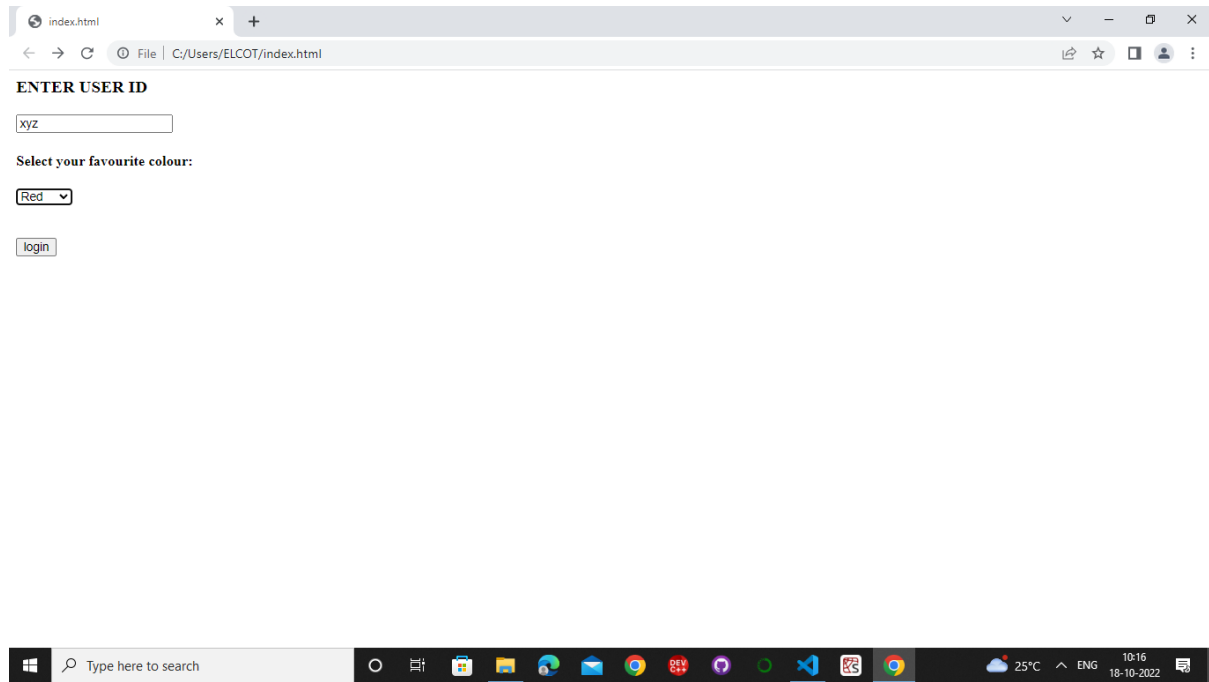 index.html
File C:/Users/ELCOT/index.html
ENTER USER ID
xyz
Select your favourite colour:
Red
login
Type here to search
DEV C++
25°C ENG 10:16
18-10-2022